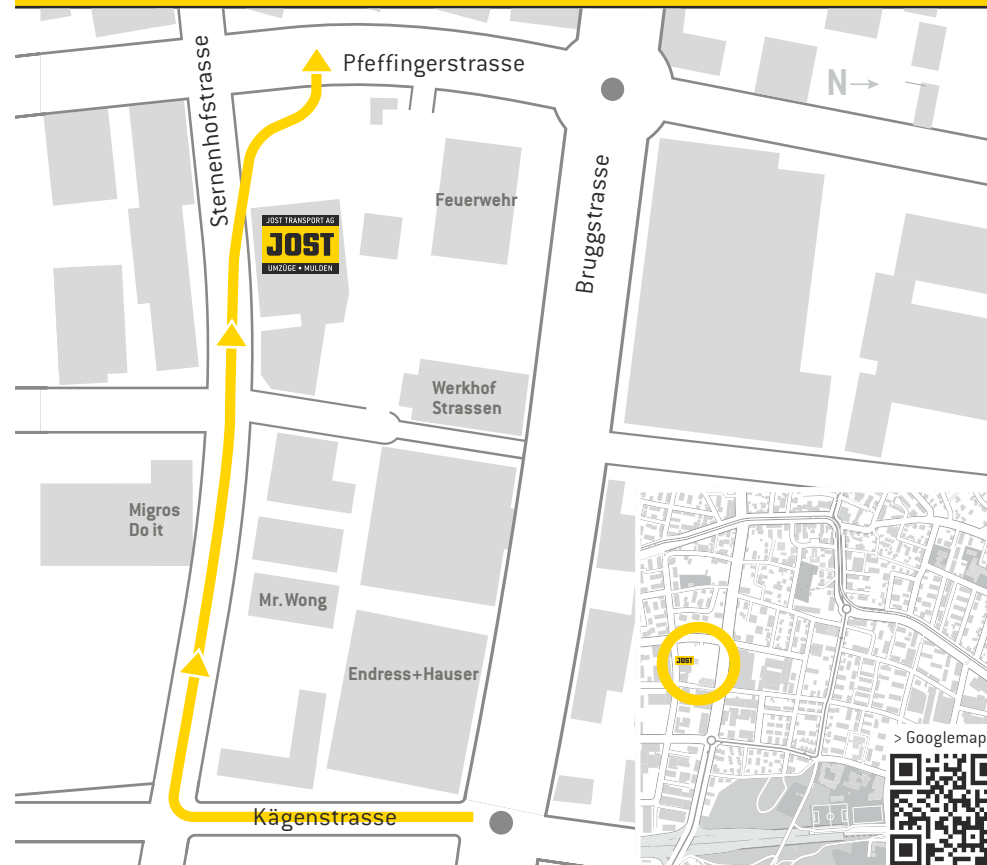 Pfeffingerstrasse
N
Sternenhofstrasse
Bruggstrasse
Feuerwehr
JOST TRANSPORT AG
JOST
UMZÜGE • MULDEN
Werkhof
Strassen
Migros
Do it
Mr. Wong
Endress+Hauser
JOST
> Googlemap
Kägenstrasse